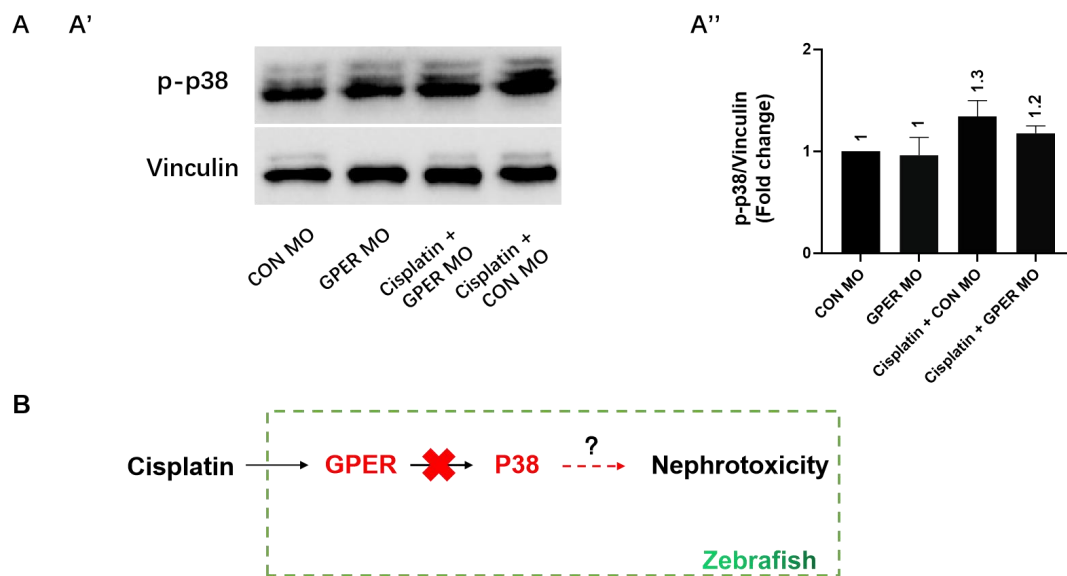 A A' A''
p-p38
Vinculin
CON MO
GPER MO
Cisplatin +
GPER MO
Cisplatin +
CON MO
p-p38/Vinculin
(Fold change)
2
1
0
1
1
1.3
1.2
CON MO
GPER MO
Cisplatin + CON MO
Cisplatin + GPER MO
B
?
Cisplatin GPER P38 Nephrotoxicity
Zebrafish